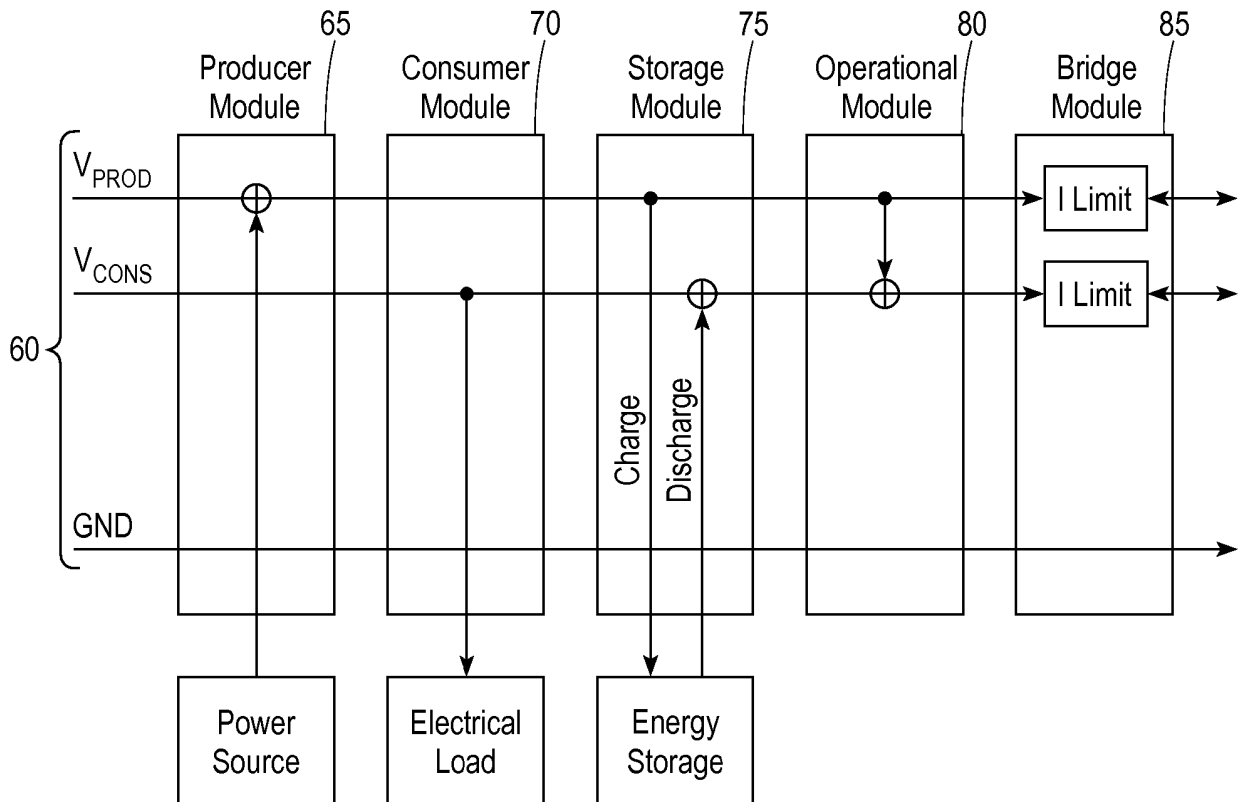 65
70
75
80
85
Producer
Module
Consumer
Module
Storage
Module
Operational
Module
Bridge
Module
VPROD
I Limit
VCONS
I Limit
60
Charge
Discharge
GND
Power
Source
Electrical
Load
Energy
Storage